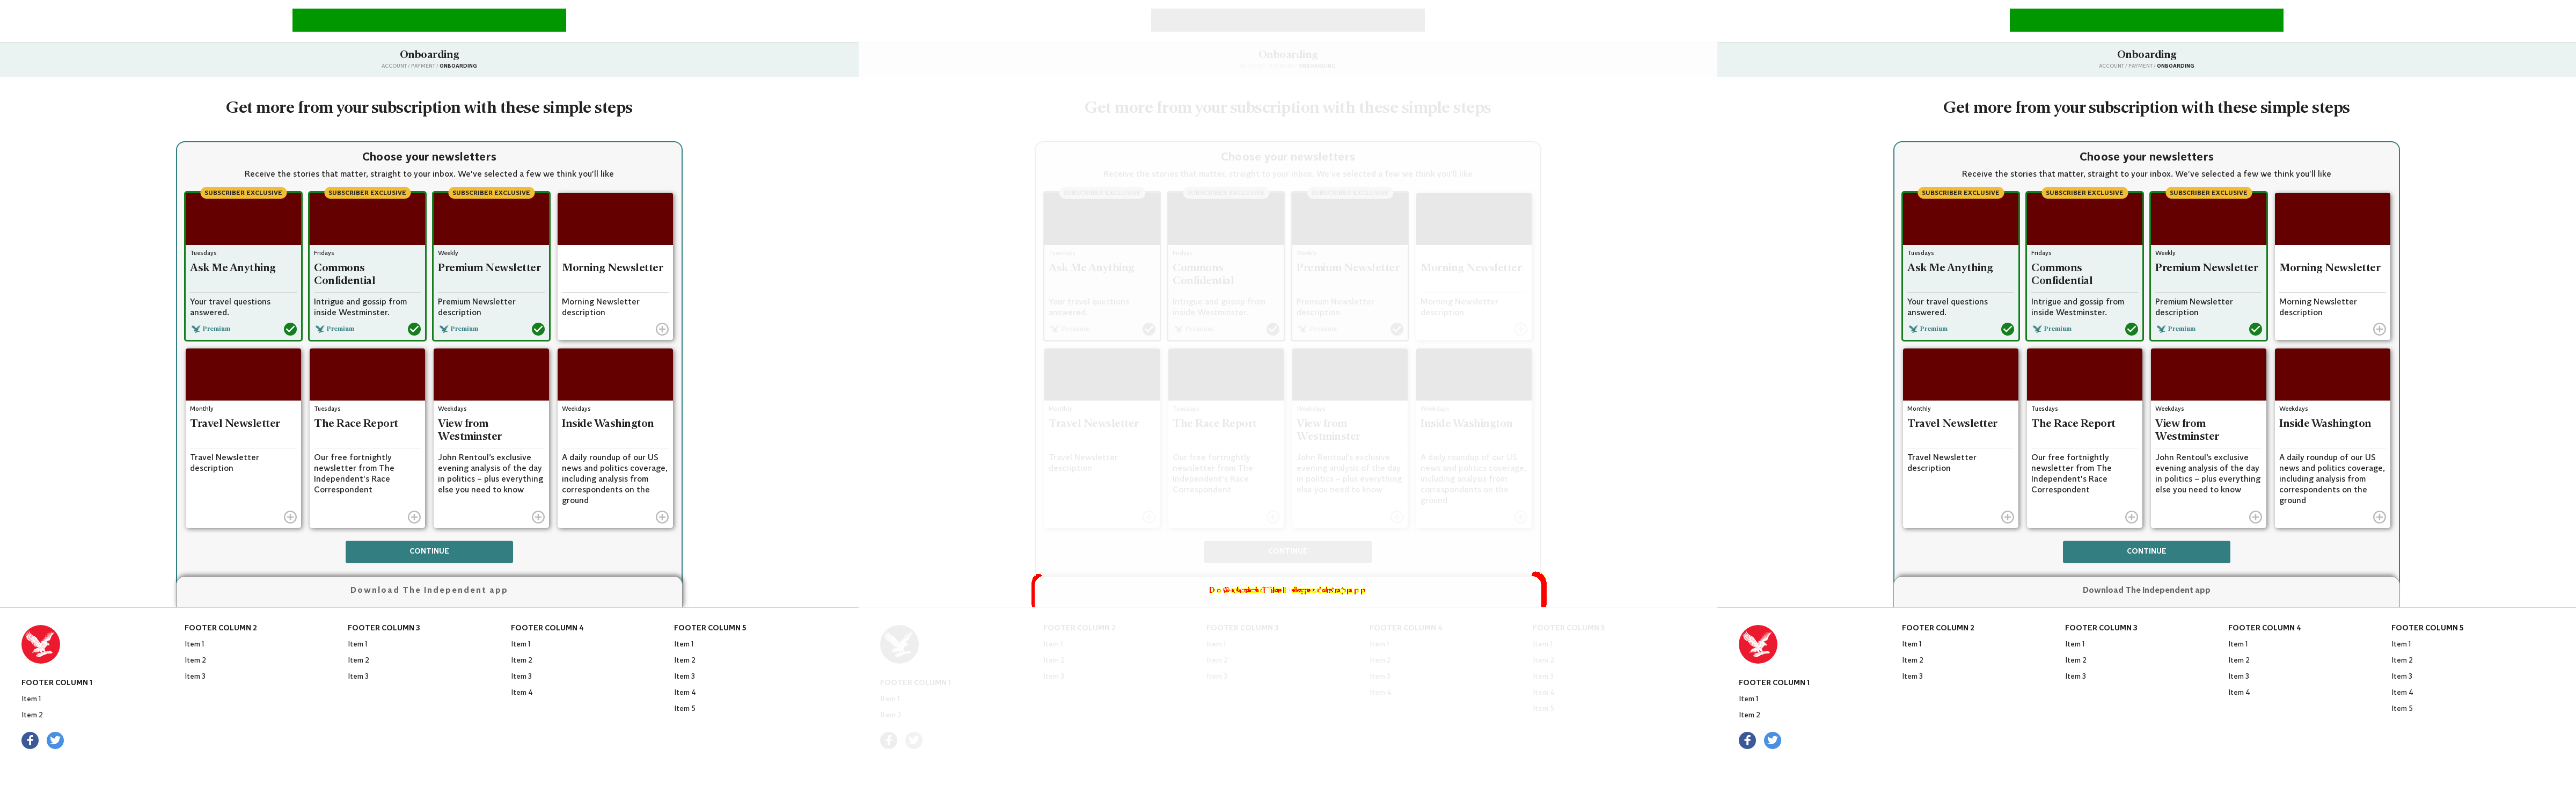 Onboarding
ACCOUNT / PAYMENT / ONBOARDING
Get more from your subscription with these simple steps
Choose your newsletters
Receive the stories that matter, straight to your inbox. We've selected a few we think you'll like
SUBSCRIBER EXCLUSIVE
Tuesdays
Ask Me Anything
Your travel questions
answered.
Premium
SUBSCRIBER EXCLUSIVE
Fridays
Commons
Confidential
Intrigue and gossip from
inside Westminster.
Premium
SUBSCRIBER EXCLUSIVE
Weekly
Premium Newsletter
Premium Newsletter
description
Premium
Morning Newsletter
Morning Newsletter
description
Monthly
Travel Newsletter
Travel Newsletter
description
Tuesdays
The Race Report
Our free fortnightly
newsletter from The
Independent's Race
Correspondent
Weekdays
View from
Westminster
John Rentoul's exclusive
evening analysis of the day
in politics – plus everything
else you need to know
Weekdays
Inside Washington
A daily roundup of our US
news and politics coverage,
including analysis from
correspondents on the
ground
CONTINUE
Download The Independent app
FOOTER COLUMN 1
Item 1
Item 2
FOOTER COLUMN 2
Item 1
Item 2
Item 3
FOOTER COLUMN 3
Item 1
Item 2
Item 3
FOOTER COLUMN 4
Item 1
Item 2
Item 3
Item 4
FOOTER COLUMN 5
Item 1
Item 2
Item 3
Item 4
Item 5
Onboarding
ONBOARDING
Get more from your subscription with these simple steps
Choose your newsletters
Receive the stories that matter, straight to your inbox. We've selected a few we think you'll like
SUBSCRIBER EXCLUSIVE
Tuesdays
Ask Me Anything
Your travel questions
answered.
Premium
SUBSCRIBER EXCLUSIVE
Fridays
Commons
Confidential
Intrigue and gossip from
inside Westminster.
Premium
SUBSCRIBER EXCLUSIVE
Weekly
Premium Newsletter
Premium Newsletter
description
Premium
Morning Newsletter
Morning Newsletter
description
Monthly
Travel Newsletter
Travel Newsletter
description
Tuesdays
The Race Report
Our free fortnightly
newsletter from The
Independent's Race
Correspondent
Weekdays
View from
Westminster
John Rentoul's exclusive
evening analysis of the day
in politics – plus everything
else you need to know
Weekdays
Inside Washington
A daily roundup of our US
news and politics coverage,
including analysis from
correspondents on the
ground
CONTINUE
FOOTER COLUMN 1
Item 1
Item 2
FOOTER COLUMN 2
Item 1
Item 2
Item 3
FOOTER COLUMN 3
Item 1
Item 2
Item 3
FOOTER COLUMN 4
Item 1
Item 2
Item 3
Item 4
FOOTER COLUMN 5
Item 1
Item 2
Item 3
Item 4
Item 5
Onboarding
ACCOUNT / PAYMENT / ONBOARDING
Get more from your subscription with these simple steps
Choose your newsletters
Receive the stories that matter, straight to your inbox. We've selected a few we think you'll like
SUBSCRIBER EXCLUSIVE
Tuesdays
Ask Me Anything
Your travel questions
answered.
Premium
SUBSCRIBER EXCLUSIVE
Fridays
Commons
Confidential
Intrigue and gossip from
inside Westminster.
Premium
SUBSCRIBER EXCLUSIVE
Weekly
Premium Newsletter
Premium Newsletter
description
Premium
Morning Newsletter
Morning Newsletter
description
Monthly
Travel Newsletter
Travel Newsletter
description
Tuesdays
The Race Report
Our free fortnightly
newsletter from The
Independent's Race
Correspondent
Weekdays
View from
Westminster
John Rentoul's exclusive
evening analysis of the day
in politics – plus everything
else you need to know
Weekdays
Inside Washington
A daily roundup of our US
news and politics coverage,
including analysis from
correspondents on the
ground
CONTINUE
Download The Independent app
FOOTER COLUMN 1
Item 1
Item 2
FOOTER COLUMN 2
Item 1
Item 2
Item 3
FOOTER COLUMN 3
Item 1
Item 2
Item 3
FOOTER COLUMN 4
Item 1
Item 2
Item 3
Item 4
FOOTER COLUMN 5
Item 1
Item 2
Item 3
Item 4
Item 5